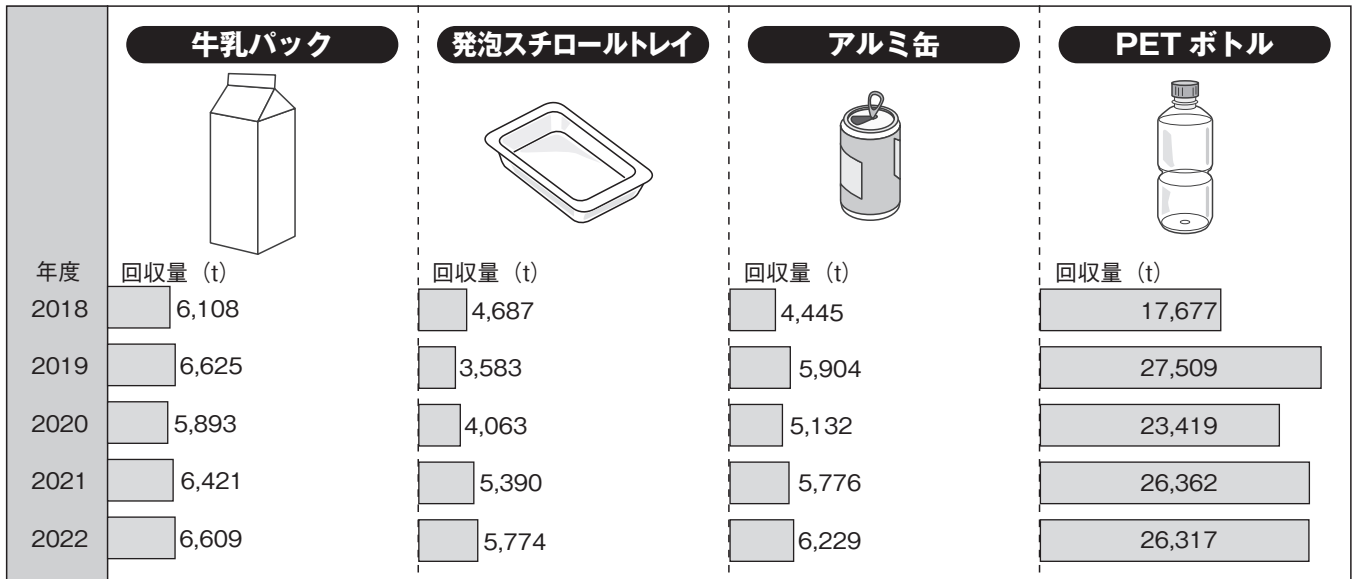 牛乳パック 発泡スチロールトレイ アルミ缶 PET ボトル
年度 回収量（t） 回収量（t） 回収量（t） 回収量（t）
2018 6,108 4,687 4,445 17,677
2019 6,625 3,583 5,904 27,509
2020 5,893 4,063 5,132 23,419
2021 6,421 5,390 5,776 26,362
2022 6,609 5,774 6,229 26,317